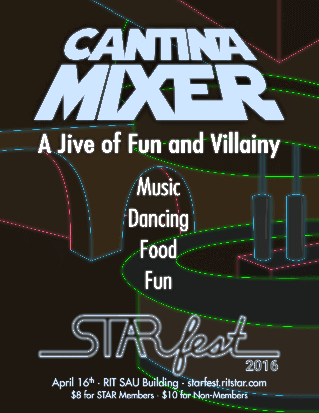 CANTINA
MIXER
A Jive of Fun and Villainy
Music
Dancing
Food
Fun
STARfest
2016
April 16th - RIT SAU Building - starfest.ritstar.com
$8 for STAR Members - $10 for Non-Members